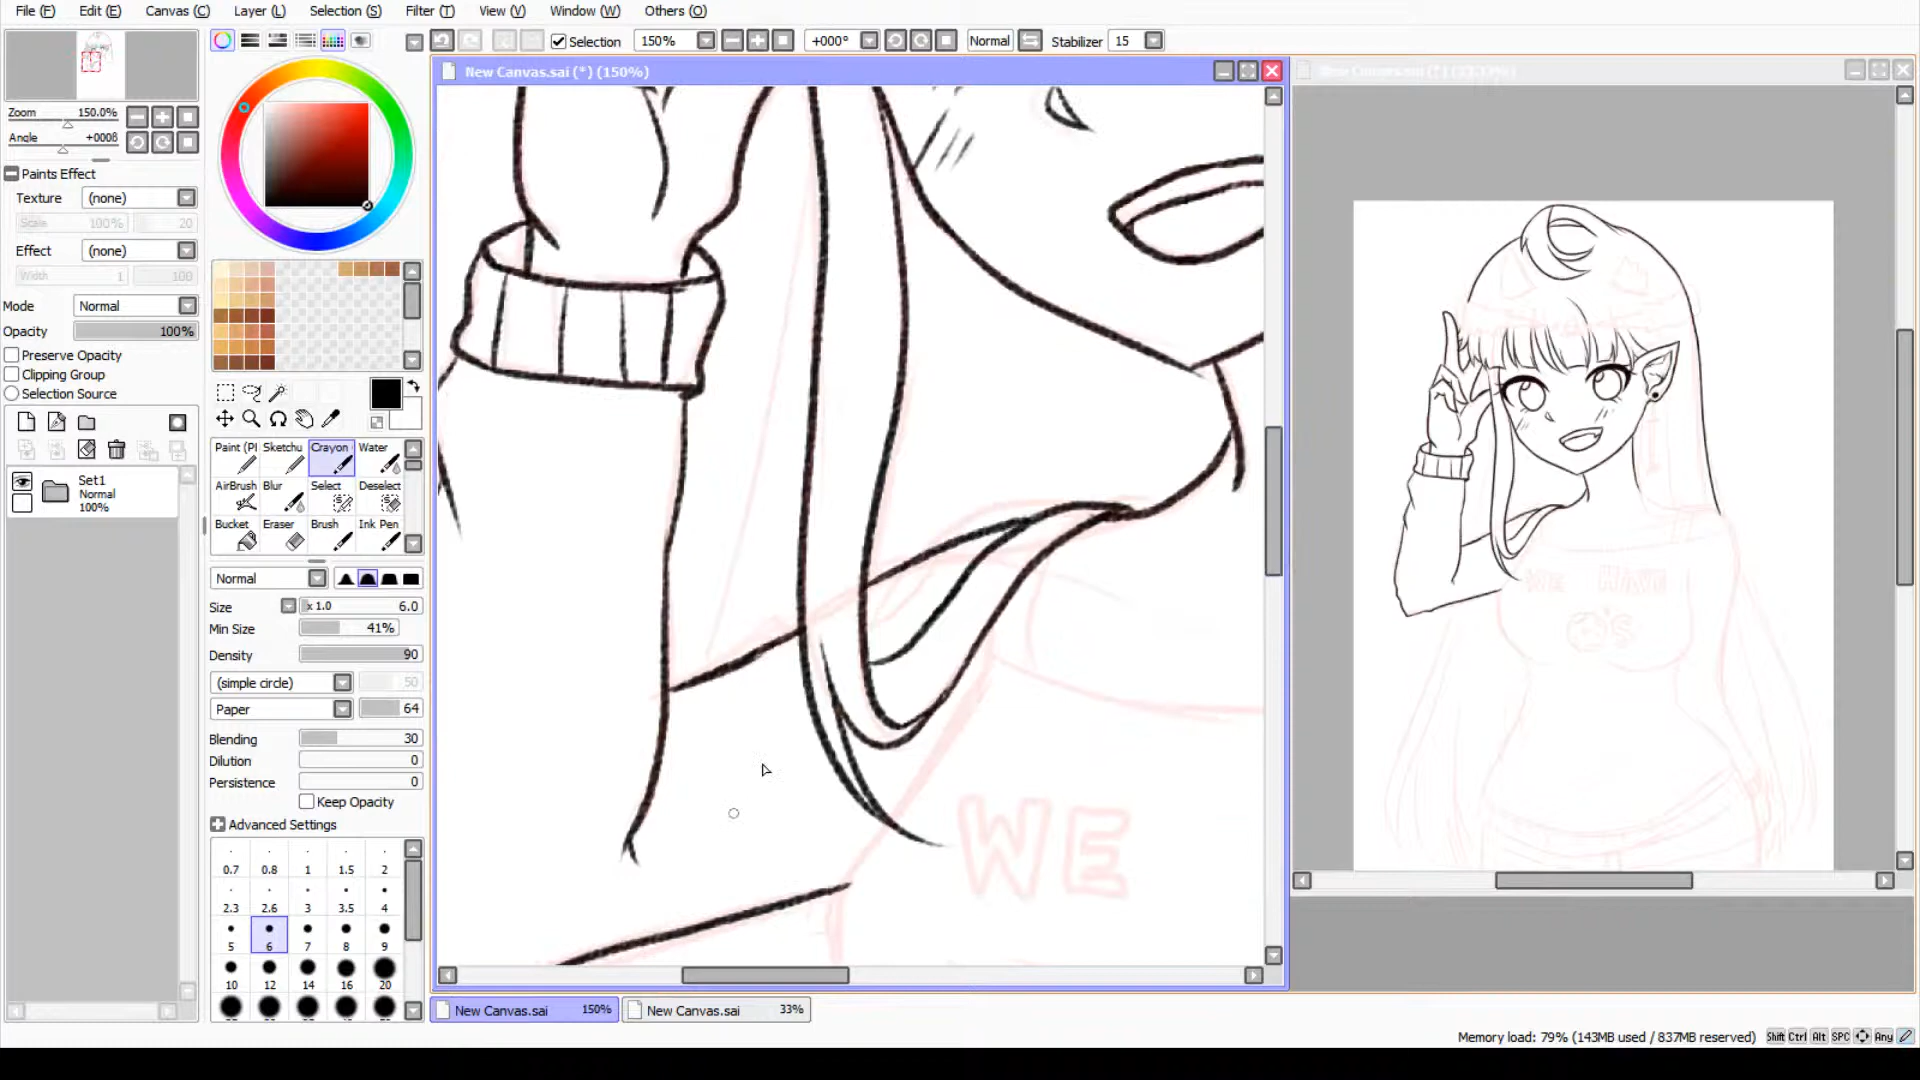 File (F) Edit (E) Canvas (C) Layer (L) Selection (S) Filter (T) View (V) Window (W) Others (O)
Selection 150% +000° Normal Stabilizer 15
New Canvas.sai (*) (150%)
Zoom 150.0%
Angle +0008
Paints Effect
Texture (none)
Scale 100% 20
Effect (none)
Width 1 100
Mode Normal
Opacity 100%
Preserve Opacity
Clipping Group
Selection Source
Set1
Normal
100%
Paint (Pl Sketchu Crayon Water
AirBrush Blur Select Deselect
Bucket Eraser Brush Ink Pen
Normal
Size x 1.0 6.0
Min Size 41%
Density 90
(simple circle) 50
Paper 64
Blending 30
Dilution 0
Persistence 0
Keep Opacity
Advanced Settings
0.7 0.8 1 1.5 2
2.3 2.6 3 3.5 4
5 6 7 8 9
10 12 14 16 20
WE
New Canvas.sai 150% New Canvas.sai 33%
Memory load: 79% (143MB used / 837MB reserved) Shift Ctrl Alt SPC Any